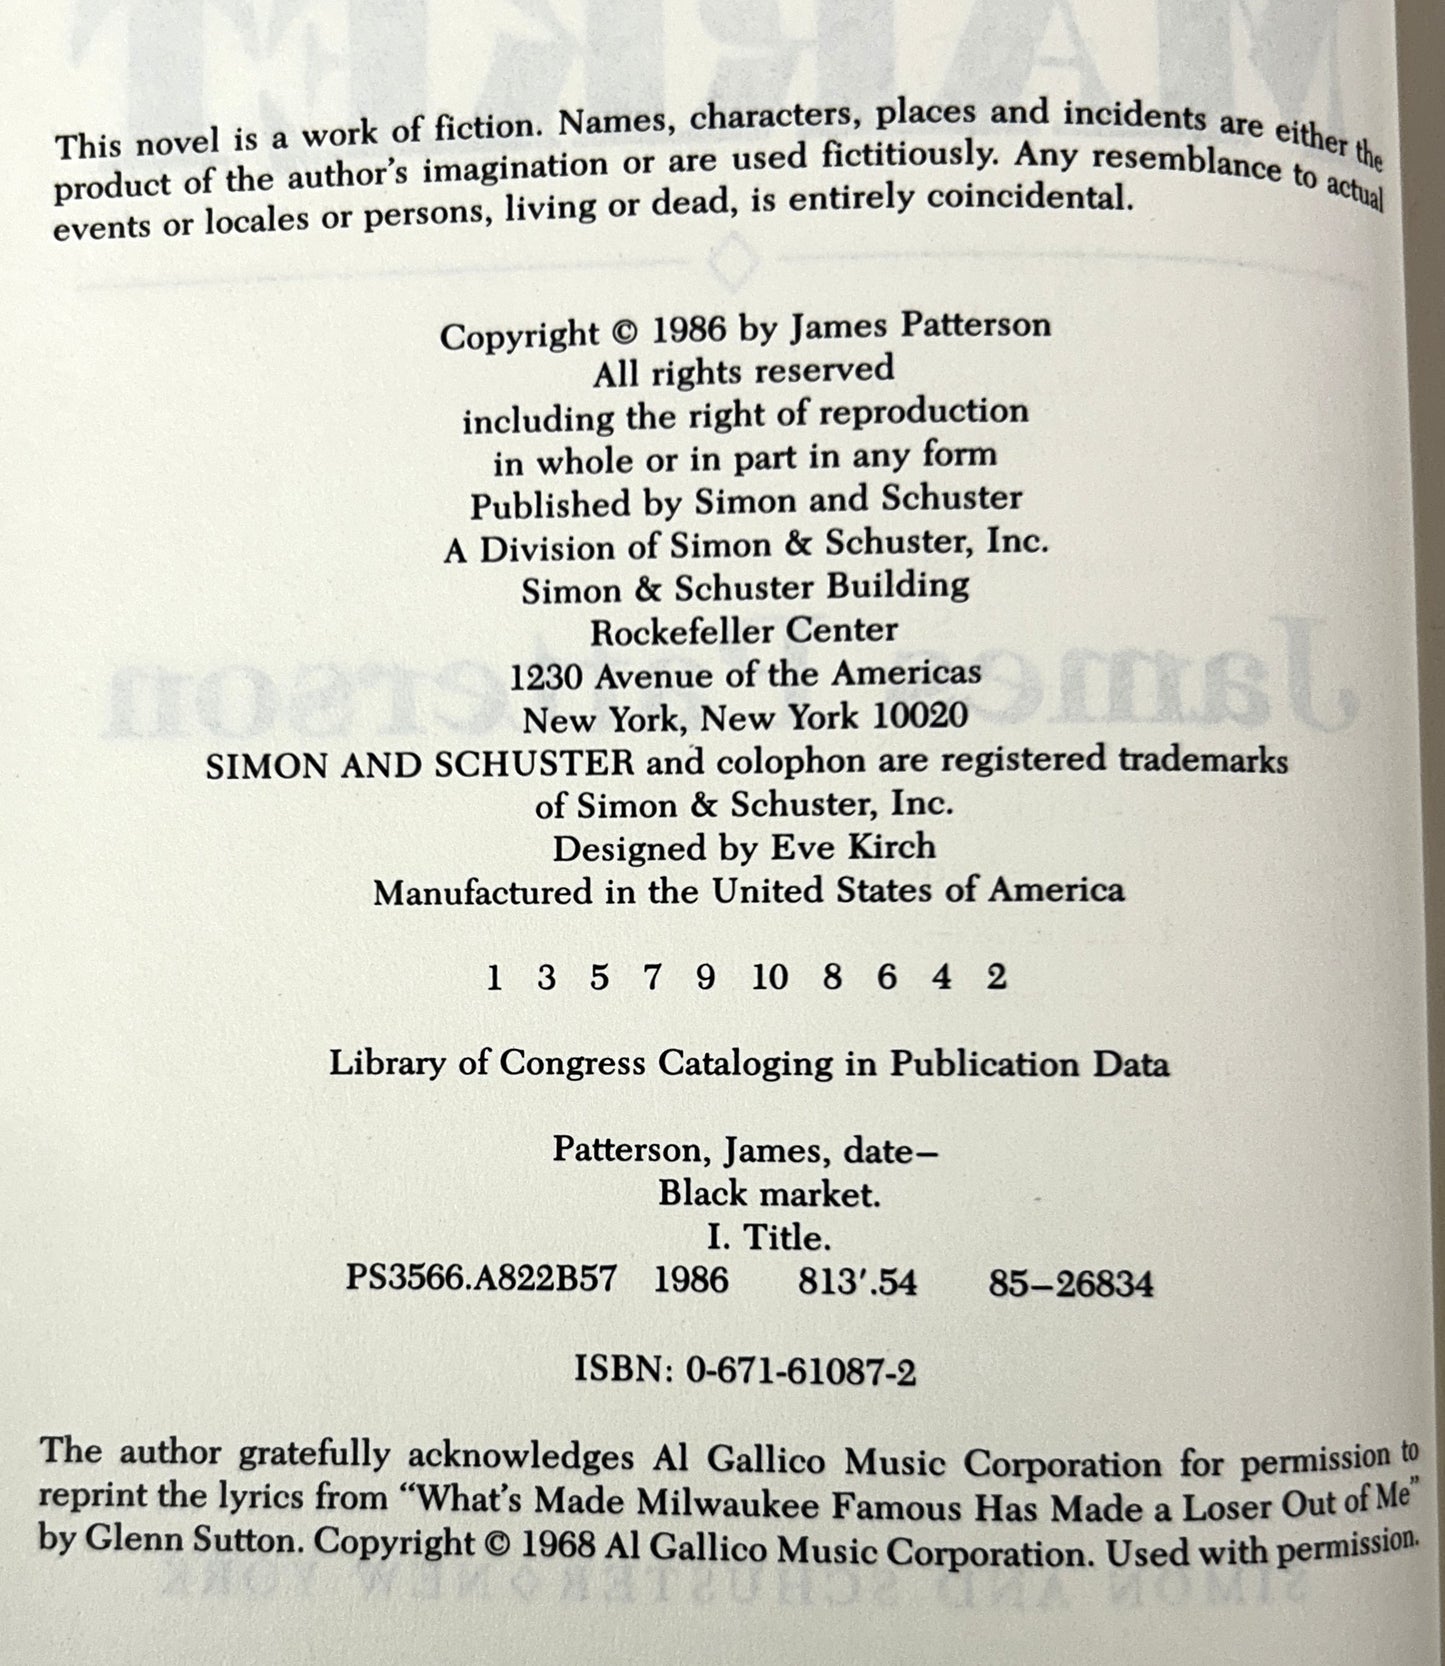 This novel is a work of fiction. Names, characters, places and incidents are either the
product of the author's imagination or are used fictitiously. Any resemblance to actual
events or locales or persons, living or dead, is entirely coincidental.
Copyright © 1986 by James Patterson
All rights reserved
including the right of reproduction
in whole or in part in any form
Published by Simon and Schuster
A Division of Simon & Schuster, Inc.
Simon & Schuster Building
Rockefeller Center
1230 Avenue of the Americas
New York, New York 10020
SIMON AND SCHUSTER and colophon are registered trademarks
of Simon & Schuster, Inc.
Designed by Eve Kirch
Manufactured in the United States of America
1 3 5 7 9 10 8 6 4 2
Library of Congress Cataloging in Publication Data
Patterson, James, date–
Black market.
I. Title.
PS3566.A822B57 1986 813′.54 85–26834
ISBN: 0-671-61087-2
The author gratefully acknowledges Al Gallico Music Corporation for permission to
reprint the lyrics from “What's Made Milwaukee Famous Has Made a Loser Out of Me”
by Glenn Sutton. Copyright © 1968 Al Gallico Music Corporation. Used with permission.